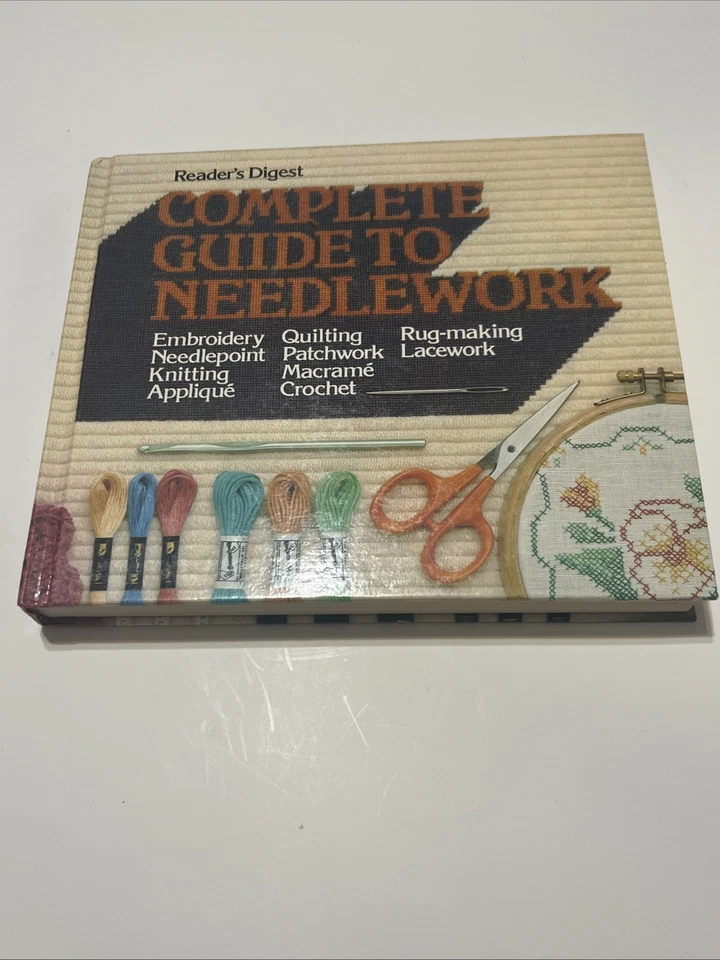 Reader's Digest
COMPLETE
GUIDE TO
NEEDLEWORK
Embroidery Quilting Rug-making
Needlepoint Patchwork Lacework
Knitting Macramé
Appliqué Crochet